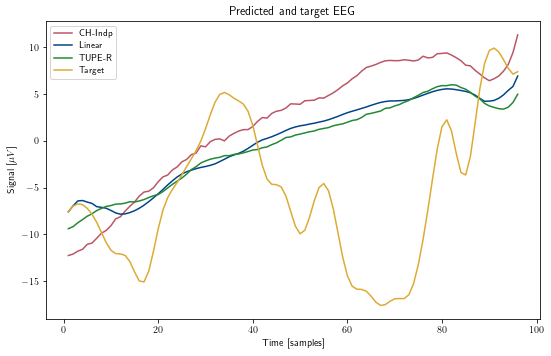 Predicted and target EEG
CH-Indp
Linear
TUPE-R
Target
Signal [μV]
10
5
0
−5
−10
−15
0
20
40
60
80
100
Time [samples]